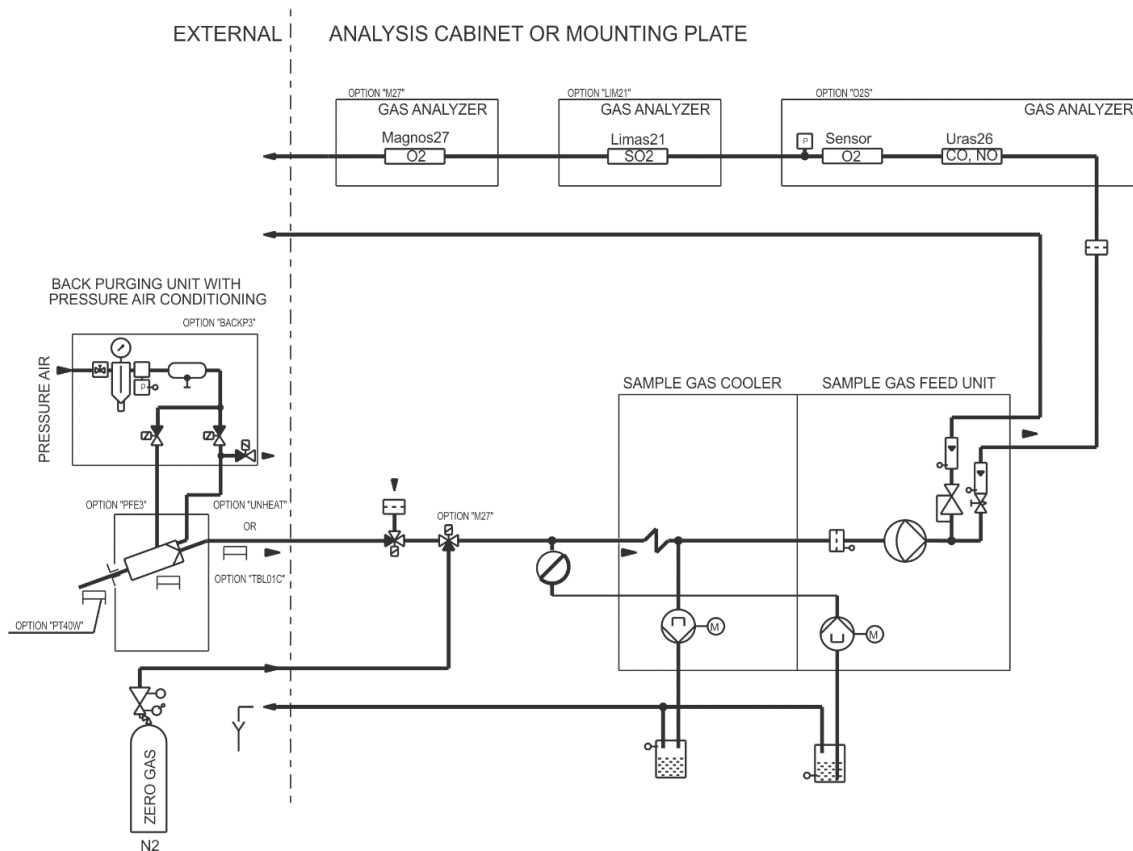 EXTERNAL
ANALYSIS CABINET OR MOUNTING PLATE
OPTION "M27"
GAS ANALYZER
Magnos27
O2
OPTION "LIM21"
GAS ANALYZER
Limas21
SO2
OPTION "O2S"
GAS ANALYZER
P
Sensor
O2
Uras26
CO, NO
BACK PURGING UNIT WITH
PRESSURE AIR CONDITIONING
OPTION "BACKP3"
PRESSURE AIR
P
SAMPLE GAS COOLER
SAMPLE GAS FEED UNIT
OPTION "PFE3"
OPTION "UNHEAT"
OR
OPTION "TBL01C"
OPTION "M27"
OPTION "PT40W"
M
M
ZERO GAS
N2